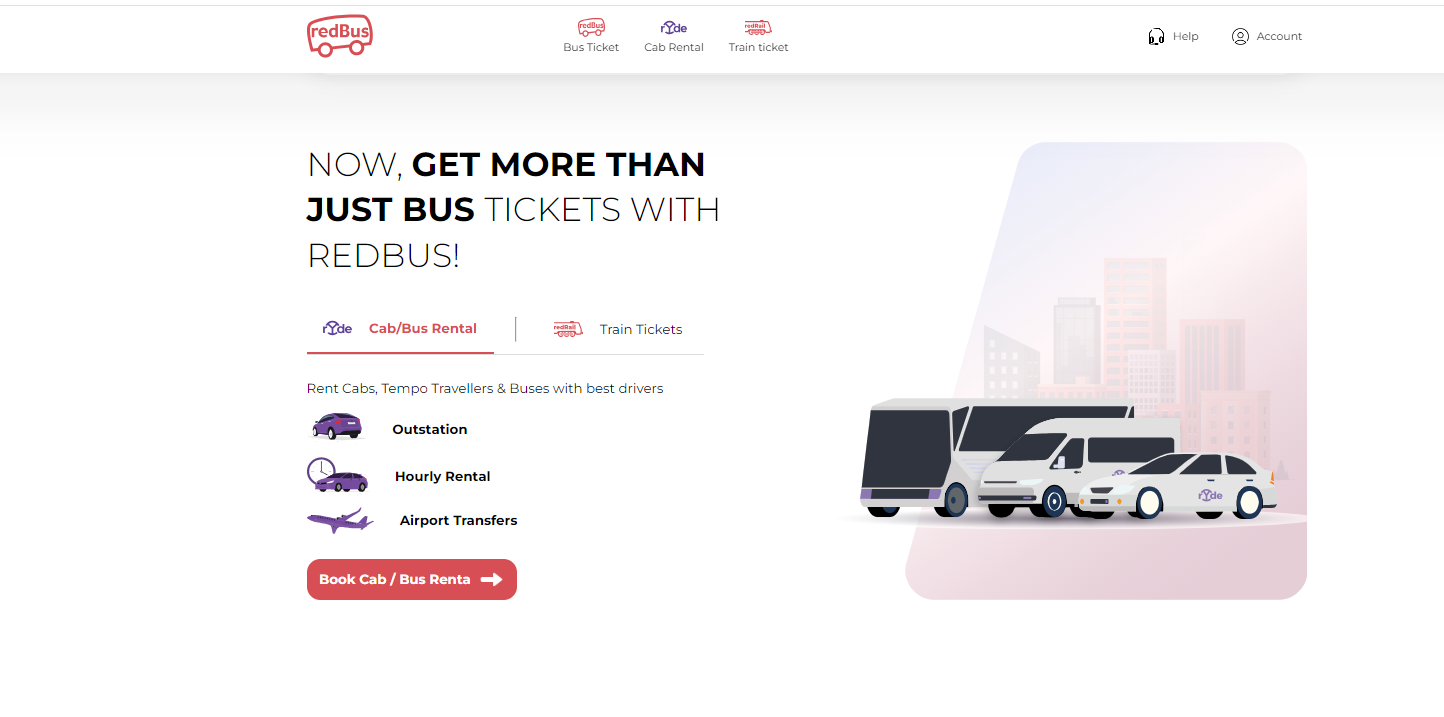 redBus
redBus
ryde
redRail
Bus Ticket
Cab Rental
Train ticket
Help
Account
NOW, GET MORE THAN
JUST BUS TICKETS WITH
REDBUS!
ryde
Cab/Bus Rental
redRail
Train Tickets
Rent Cabs, Tempo Travellers & Buses with best drivers
Outstation
Hourly Rental
Airport Transfers
Book Cab / Bus Renta
ryde